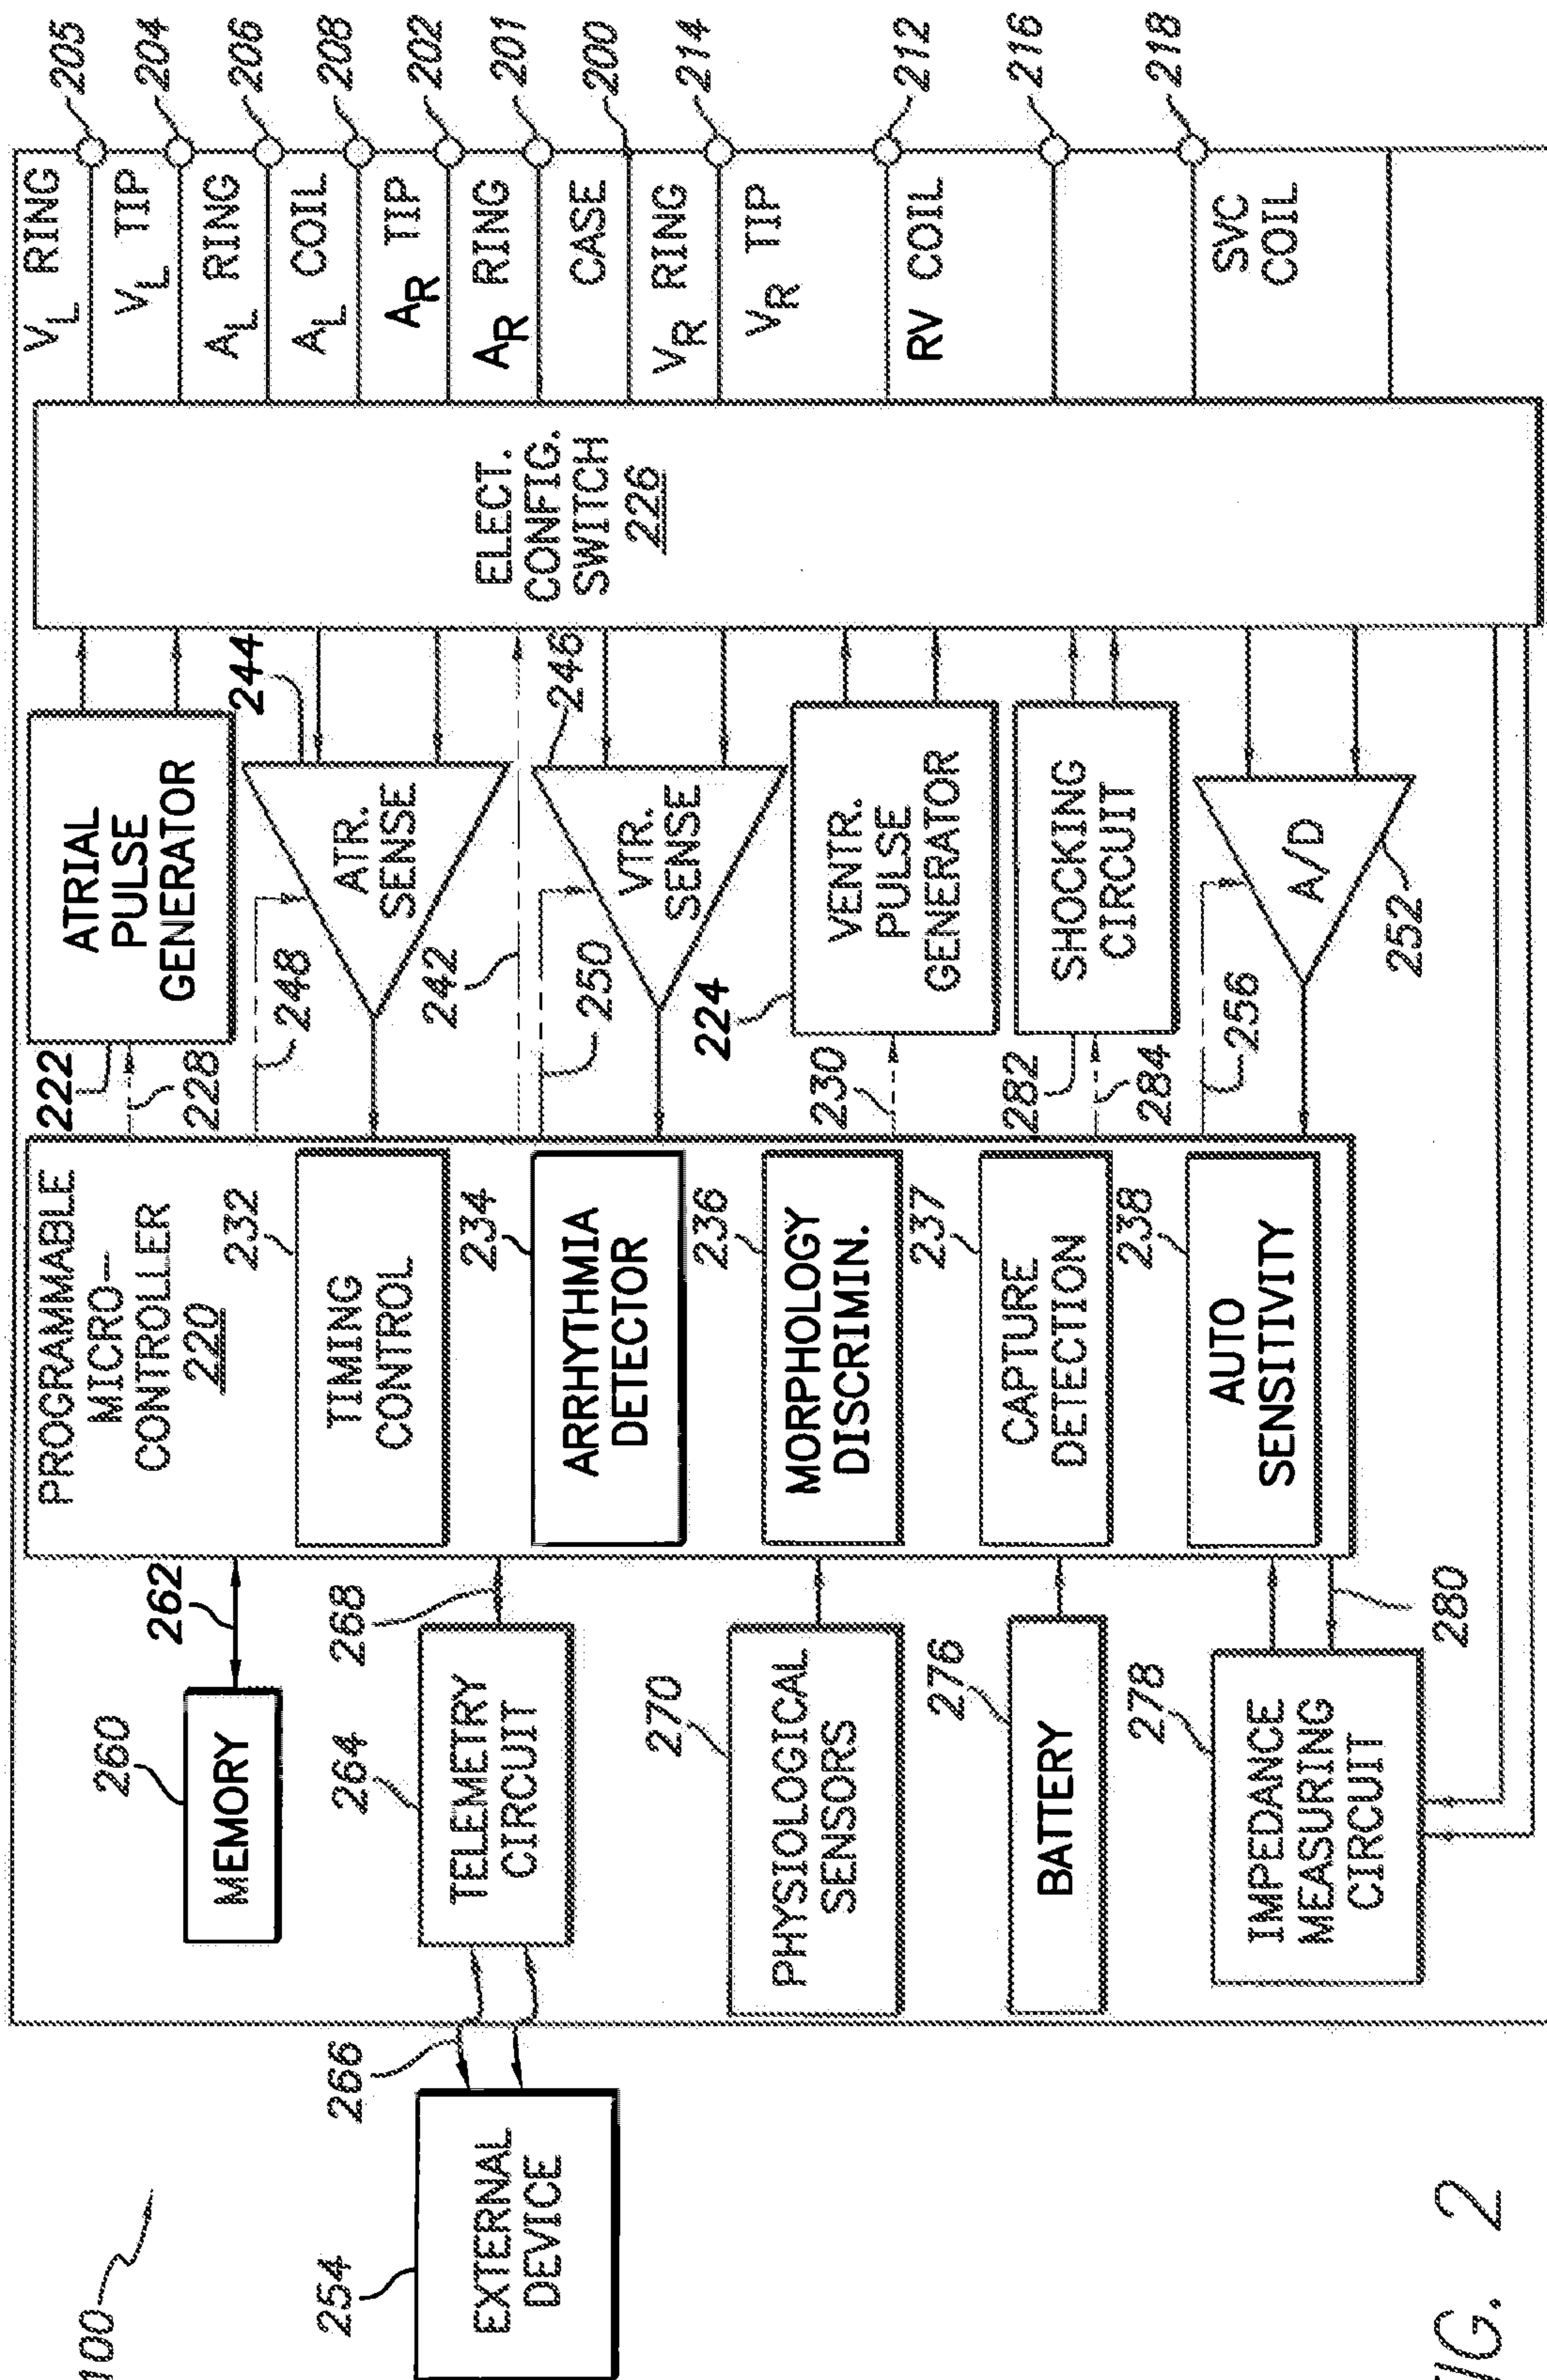 100
254
EXTERNAL
DEVICE
266
260
MEMORY
262
264
TELEMETRY
CIRCUIT
268
270
PHYSIOLOGICAL
SENSORS
276
BATTERY
278
IMPEDANCE
MEASURING
CIRCUIT
280
PROGRAMMABLE
MICRO-
CONTROLLER
220
232
TIMING
CONTROL
234
ARRHYTHMIA
DETECTOR
236
MORPHOLOGY
DISCRIMIN.
237
CAPTURE
DETECTION
238
AUTO
SENSITIVITY
222
228
ATRIAL
PULSE
GENERATOR
244
248
ATR.
SENSE
242
246
250
VTR.
SENSE
224
230
VENTR.
PULSE
GENERATOR
282
284
SHOCKING
CIRCUIT
256
A/D
252
ELECT.
CONFIG.
SWITCH
226
VL RING
205
VL TIP
204
AL RING
206
AL COIL
208
AR TIP
202
AR RING
201
CASE
200
VR RING
214
VR TIP
212
RV COIL
216
218
SVC
COIL
IG. 2